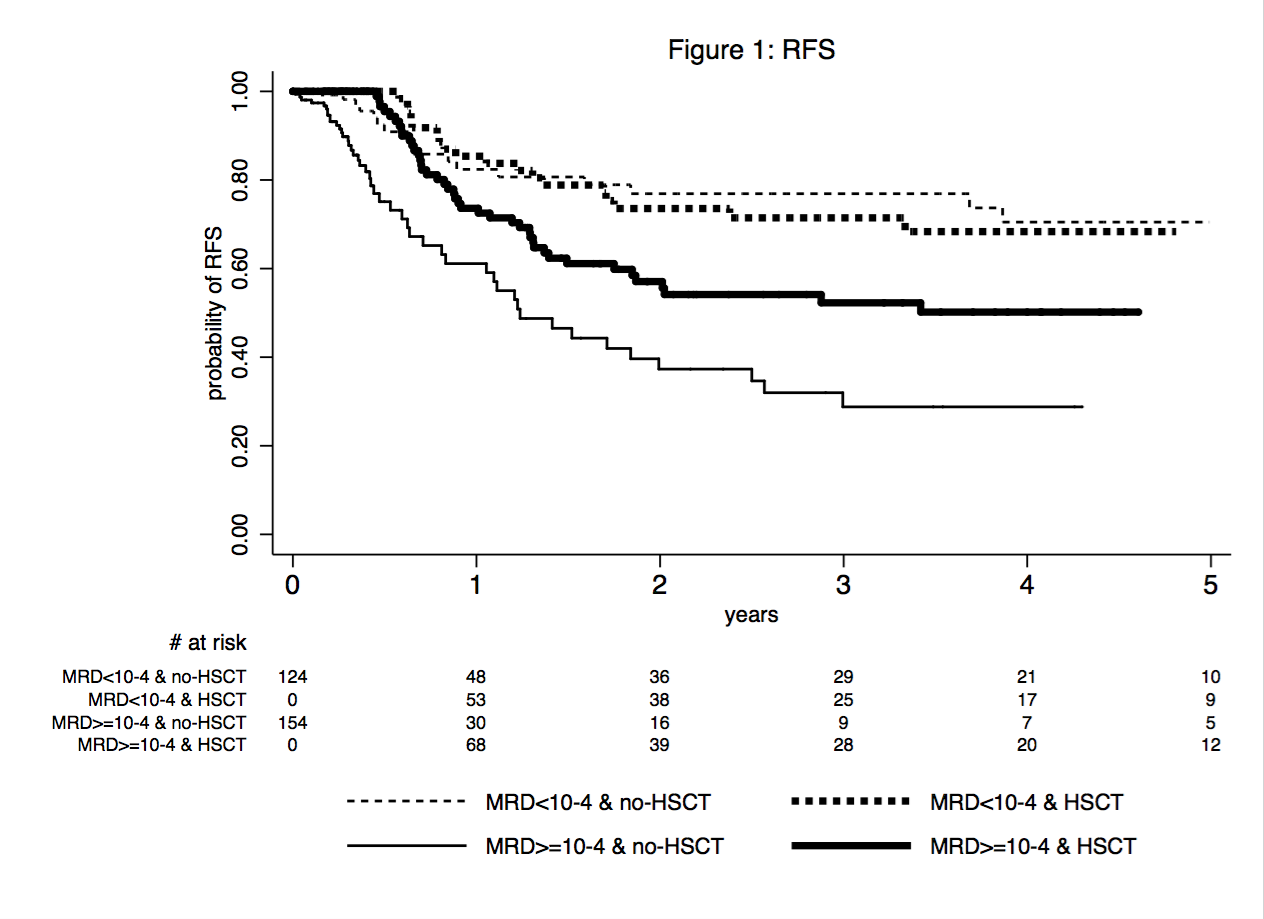 Figure 1: RFS
1.00
0.80
0.60
0.40
0.20
0.00
probability of RFS
0 1 2 3 4 5
years
# at risk
MRD<10-4 & no-HSCT 124 48 36 29 21 10
MRD<10-4 & HSCT 0 53 38 25 17 9
MRD>=10-4 & no-HSCT 154 30 16 9 7 5
MRD>=10-4 & HSCT 0 68 39 28 20 12
MRD<10-4 & no-HSCT MRD<10-4 & HSCT
MRD>=10-4 & no-HSCT MRD>=10-4 & HSCT